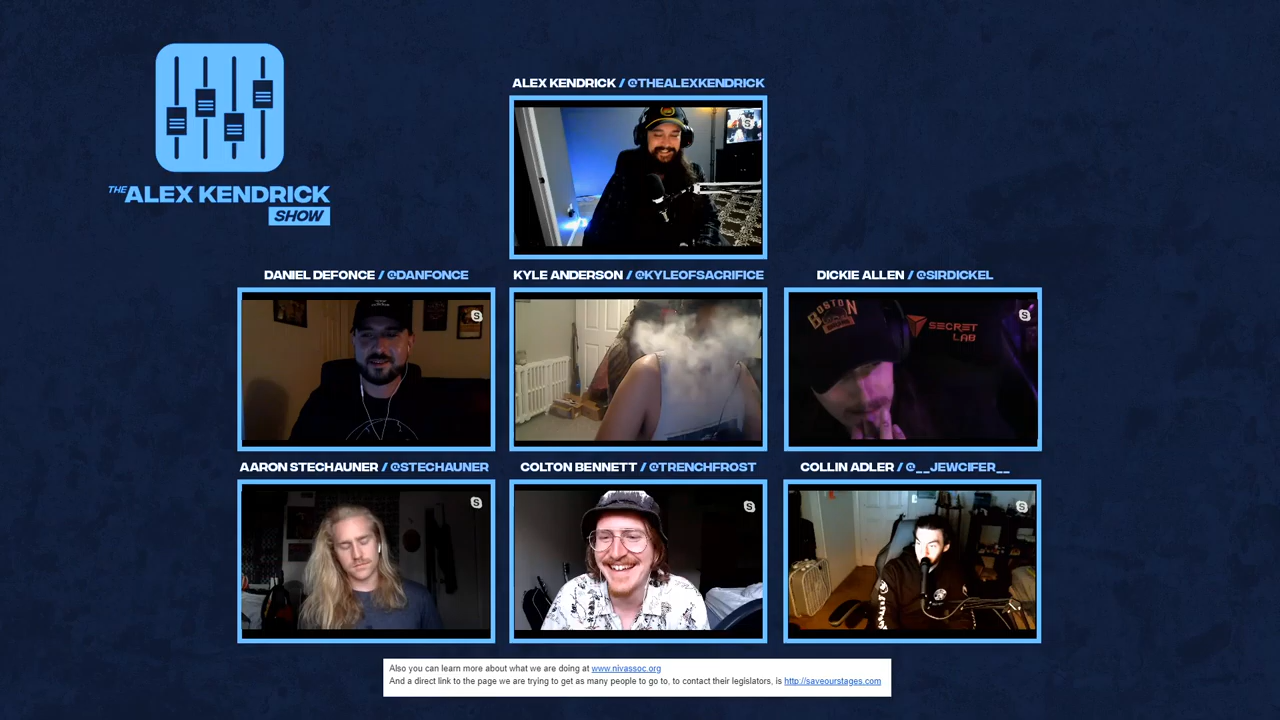 ALEX KENDRICK / @THEALEXKENDRICK
THE ALEX KENDRICK
SHOW
DANIEL DEFONCE / @DANFONCE
KYLE ANDERSON / @KYLEOFSACRIFICE
DICKIE ALLEN / @SIRDICKEL
BOSTON
SECRET
LAB
AARON STECHAUNER / @STECHAUNER
COLTON BENNETT / @TRENCHFROST
COLLIN ADLER / @__JEWCIFER__
Also you can learn more about what we are doing at www.nivassoc.org
And a direct link to the page we are trying to get as many people to go to, to contact their legislators, is http://saveourstages.com